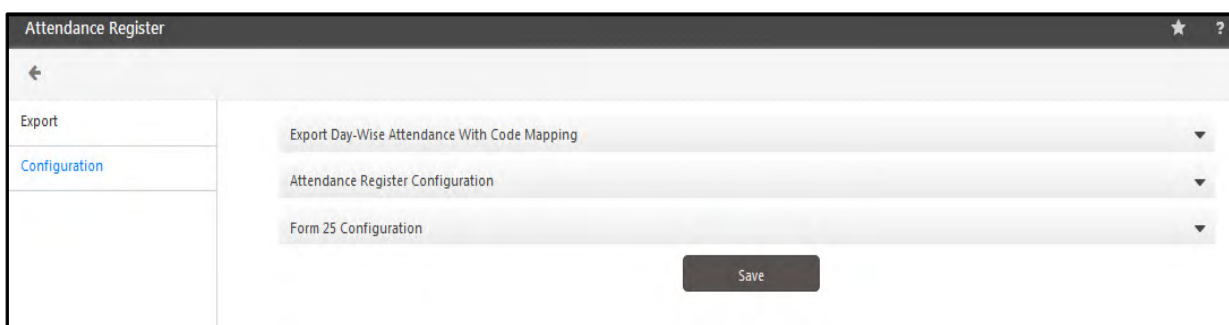 Attendance Register
?
Export
Configuration
Export Day-Wise Attendance With Code Mapping
Attendance Register Configuration
Form 25 Configuration
Save